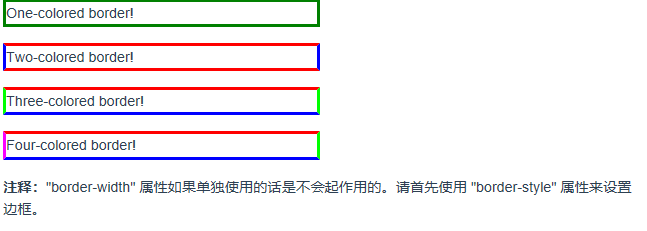 One-colored border!
Two-colored border!
Three-colored border!
Four-colored border!
注释："border-width" 属性如果单独使用的话是不会起作用的。请首先使用 "border-style" 属性来设置
边框。